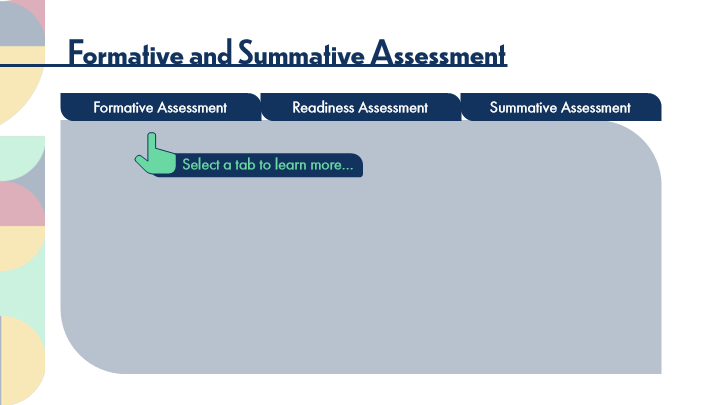 Formative and Summative Assessment
Formative Assessment
Readiness Assessment
Summative Assessment
Select a tab to learn more...